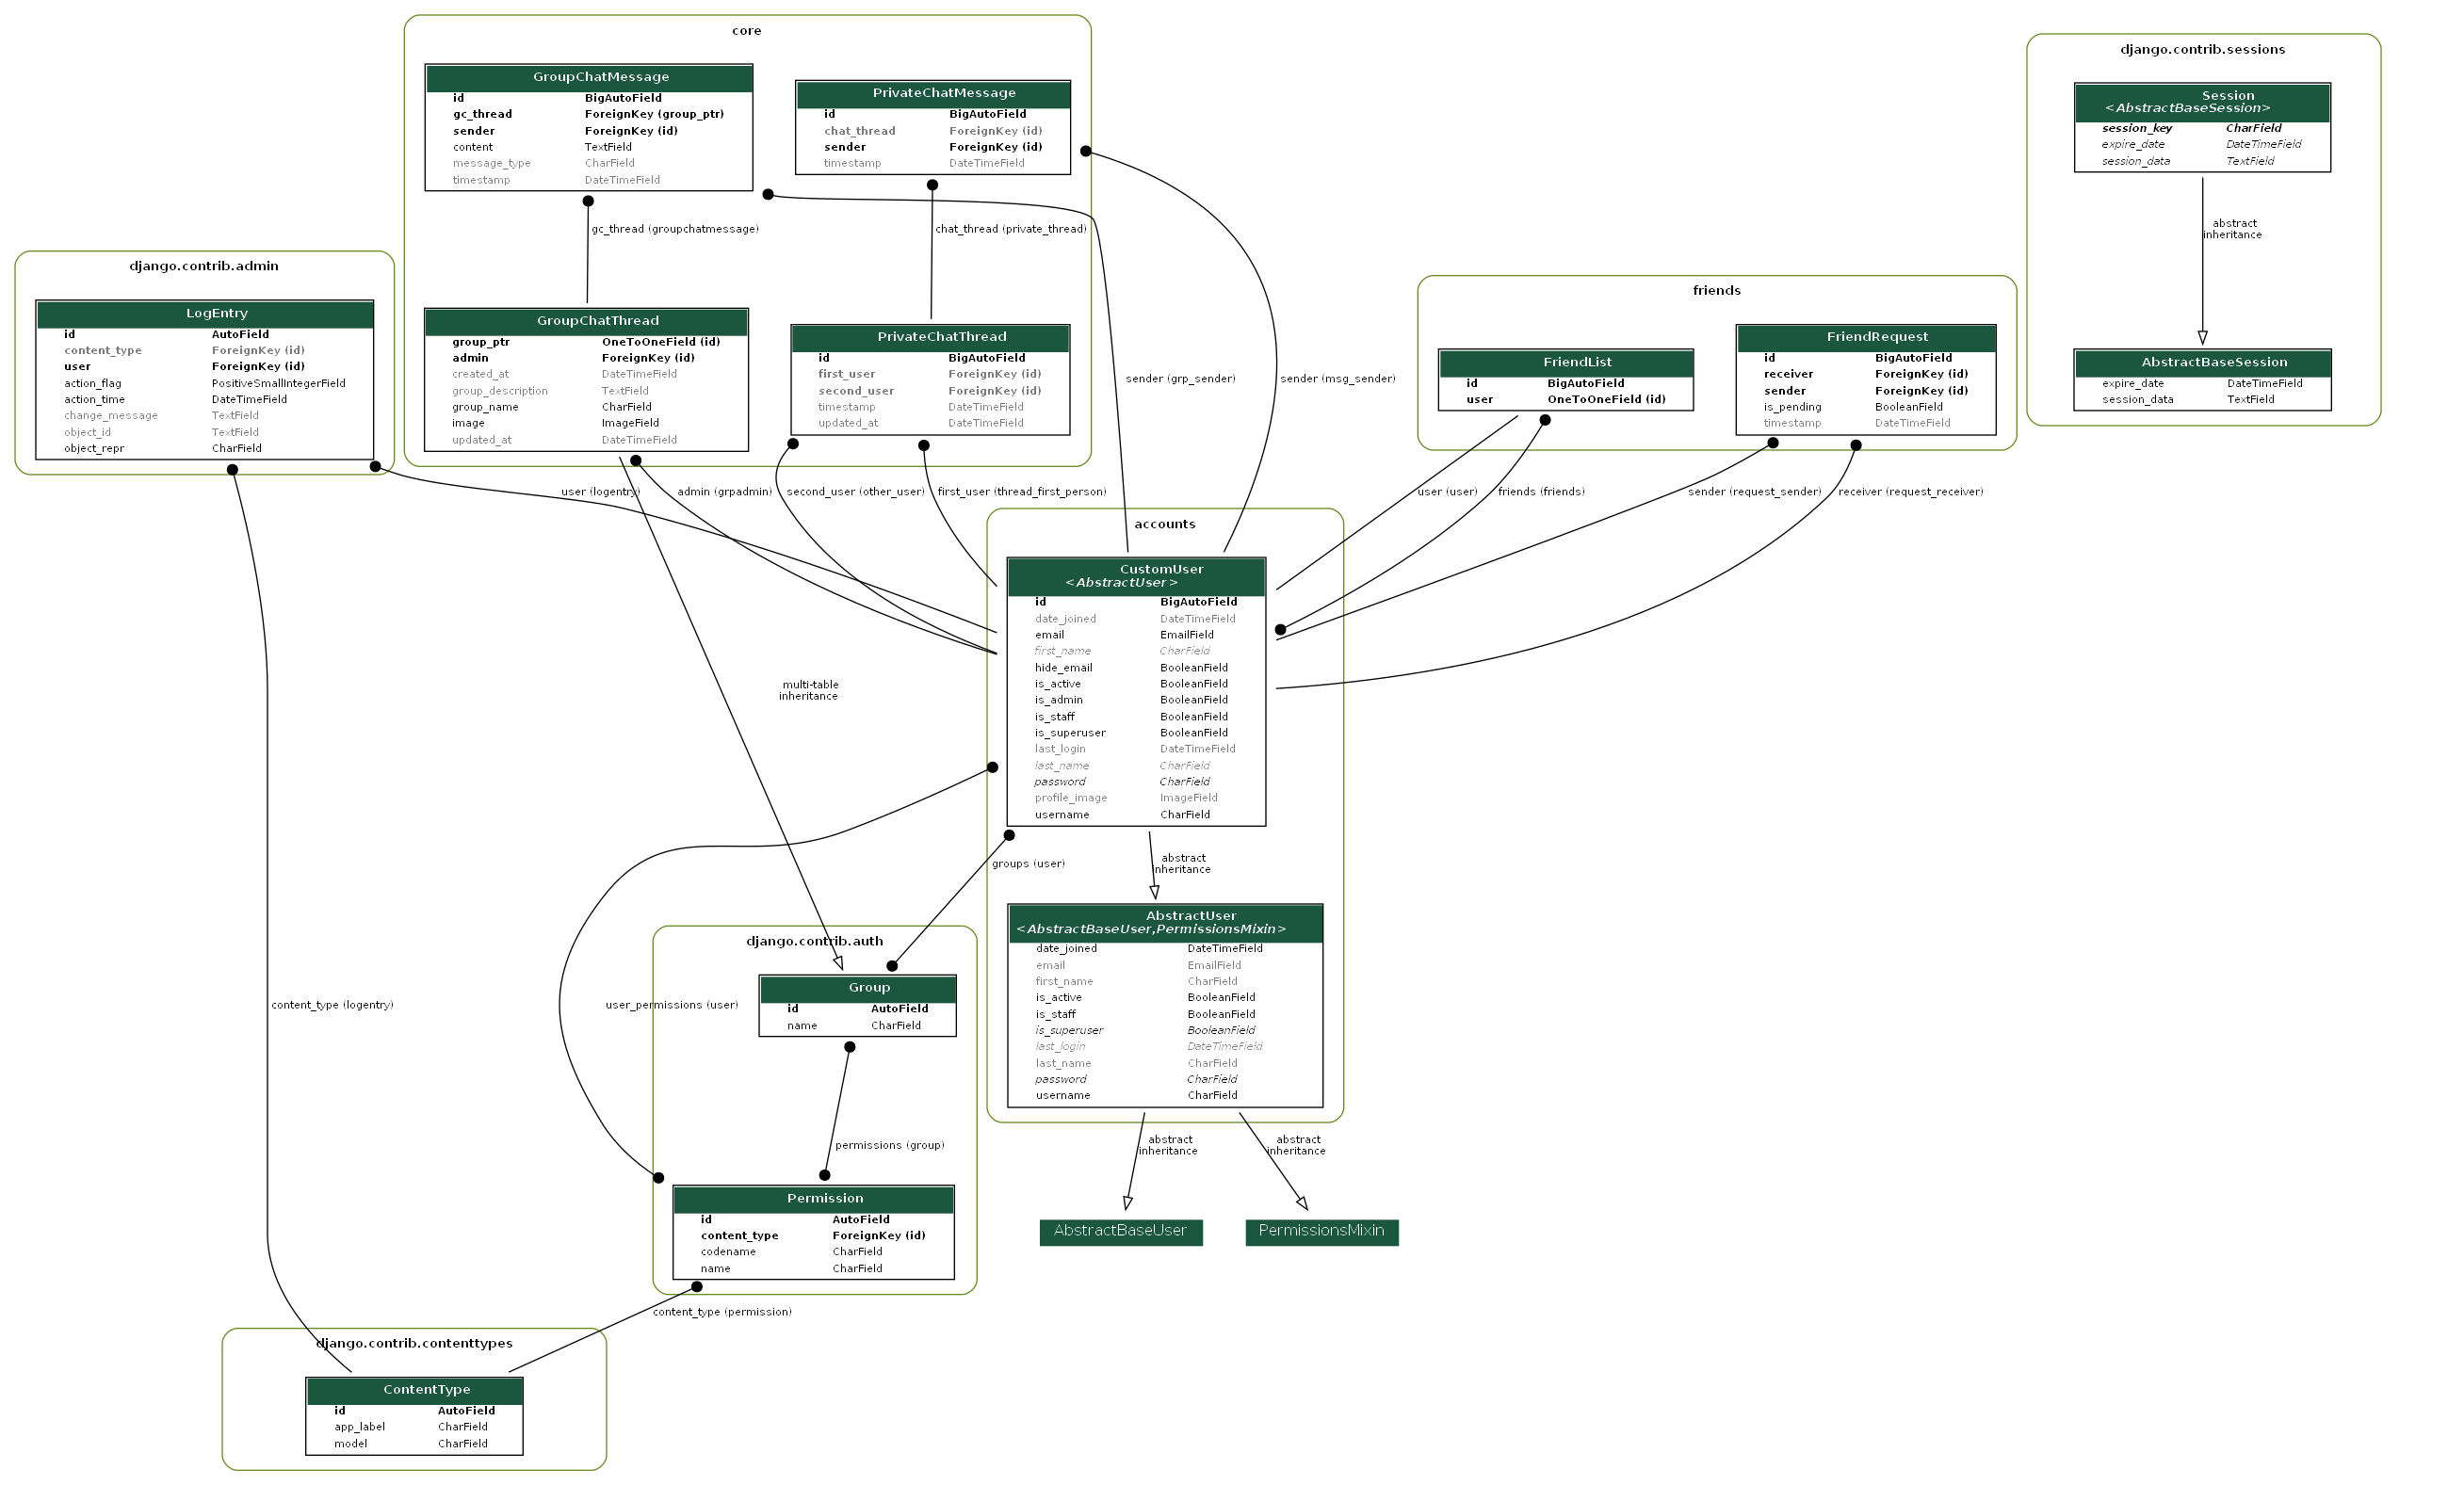 core
GroupChatMessage
id BigAutoField
gc_thread ForeignKey (group_ptr)
sender ForeignKey (id)
content TextField
message_type CharField
timestamp DateTimeField
PrivateChatMessage
id BigAutoField
chat_thread ForeignKey (id)
sender ForeignKey (id)
timestamp DateTimeField
gc_thread (groupchatmessage)
chat_thread (private_thread)
GroupChatThread
group_ptr OneToOneField (id)
admin ForeignKey (id)
created_at DateTimeField
group_description TextField
group_name CharField
image ImageField
updated_at DateTimeField
PrivateChatThread
id BigAutoField
first_user ForeignKey (id)
second_user ForeignKey (id)
timestamp DateTimeField
updated_at DateTimeField
django.contrib.sessions
Session
<AbstractBaseSession>
session_key CharField
expire_date DateTimeField
session_data TextField
abstract
inheritance
AbstractBaseSession
expire_date DateTimeField
session_data TextField
django.contrib.admin
LogEntry
id AutoField
content_type ForeignKey (id)
user ForeignKey (id)
action_flag PositiveSmallIntegerField
action_time DateTimeField
change_message TextField
object_id TextField
object_repr CharField
friends
FriendList
id BigAutoField
user OneToOneField (id)
FriendRequest
id BigAutoField
receiver ForeignKey (id)
sender ForeignKey (id)
is_pending BooleanField
timestamp DateTimeField
sender (grp_sender)
sender (msg_sender)
user (logentry)
admin (grpadmin)
second_user (other_user)
first_user (thread_first_person)
user (user)
friends (friends)
sender (request_sender)
receiver (request_receiver)
accounts
CustomUser
<AbstractUser>
id BigAutoField
date_joined DateTimeField
email EmailField
first_name CharField
hide_email BooleanField
is_active BooleanField
is_admin BooleanField
is_staff BooleanField
is_superuser BooleanField
last_login DateTimeField
last_name CharField
password CharField
profile_image ImageField
username CharField
multi-table
inheritance
groups (user)
abstract
inheritance
AbstractUser
<AbstractBaseUser,PermissionsMixin>
date_joined DateTimeField
email EmailField
first_name CharField
is_active BooleanField
is_staff BooleanField
is_superuser BooleanField
last_login DateTimeField
last_name CharField
password CharField
username CharField
django.contrib.auth
Group
id AutoField
name CharField
content_type (logentry)
user_permissions (user)
permissions (group)
abstract
inheritance
abstract
inheritance
Permission
id AutoField
content_type ForeignKey (id)
codename CharField
name CharField
AbstractBaseUser
PermissionsMixin
content_type (permission)
django.contrib.contenttypes
ContentType
id AutoField
app_label CharField
model CharField